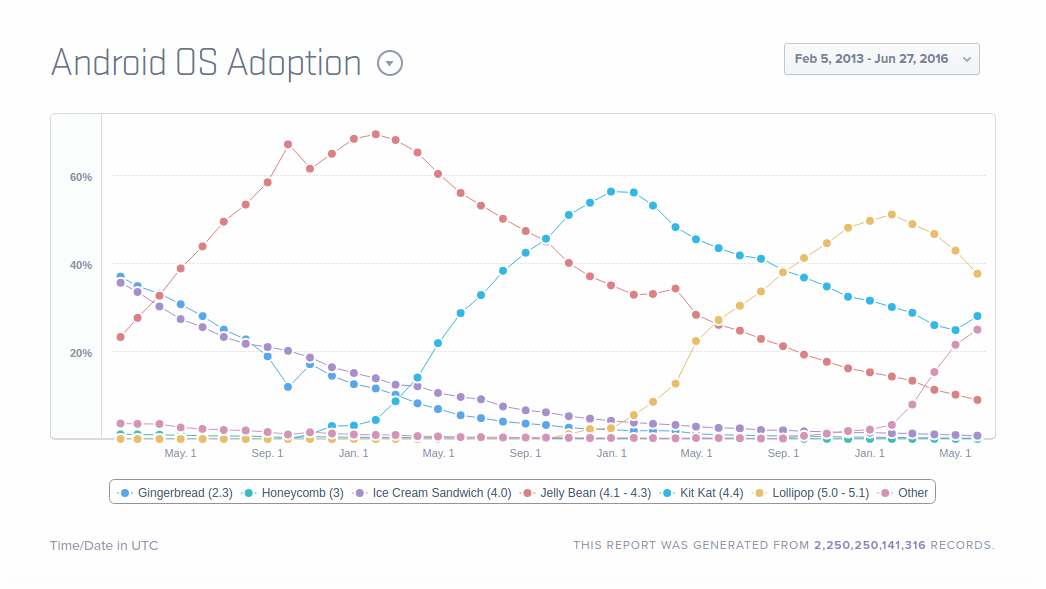 Android OS Adoption
Feb 5, 2013 - Jun 27, 2016
60%
40%
20%
May. 1 Sep. 1 Jan. 1 May. 1 Sep. 1 Jan. 1 May. 1 Sep. 1 Jan. 1 May. 1
Gingerbread (2.3) Honeycomb (3) Ice Cream Sandwich (4.0) Jelly Bean (4.1 - 4.3) Kit Kat (4.4) Lollipop (5.0 - 5.1) Other
Time/Date in UTC
THIS REPORT WAS GENERATED FROM 2,250,250,141,316 RECORDS.